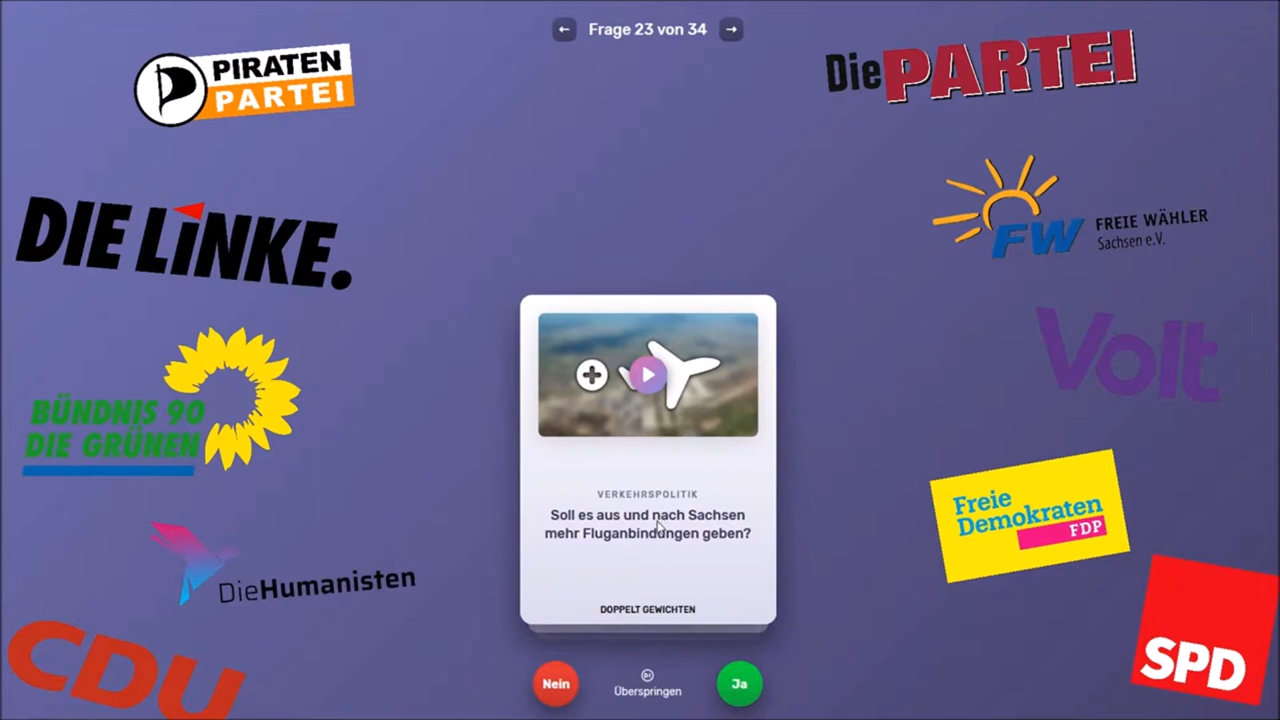 ← Frage 23 von 34 →
PIRATEN
PARTEI
Die PARTEI
DIE LiNKE.
FW FREIE WÄHLER
Sachsen e.V.
BÜNDNIS 90
DIE GRÜNEN
Volt
VERKEHRSPOLITIK
Soll es aus und nach Sachsen
mehr Fluganbindungen geben?
DOPPELT GEWICHTEN
Freie
Demokraten
FDP
DieHumanisten
CDU
SPD
Nein
Überspringen
Ja